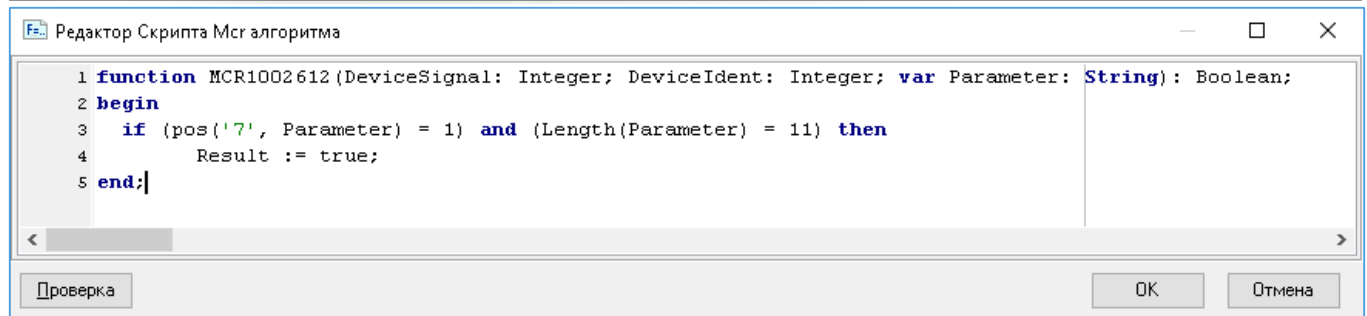 F=.. Редактор Скрипта Mcr алгоритма
1 function MCR1002612(DeviceSignal: Integer; DeviceIdent: Integer; var Parameter: String): Boolean;
2 begin
3 if (pos('7', Parameter) = 1) and (Length(Parameter) = 11) then
4 Result := true;
5 end;
Проверка OK Отмена